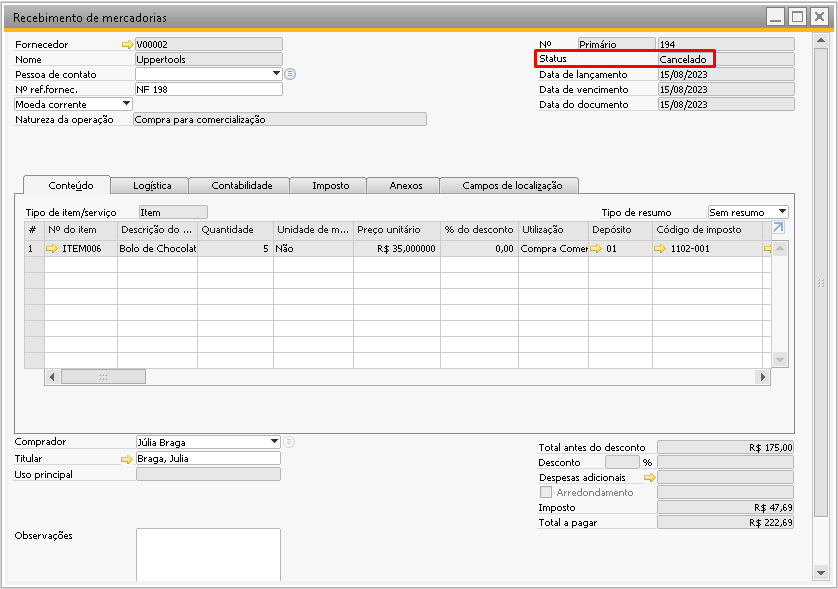 Recebimento de mercadorias
Fornecedor V00002
Nome Uppertools
Pessoa de contato
Nº ref.fornec. NF 198
Moeda corrente
Natureza da operação Compra para comercialização
Nº Primário 194
Status Cancelado
Data de lançamento 15/08/2023
Data de vencimento 15/08/2023
Data do documento 15/08/2023
Conteúdo Logística Contabilidade Imposto Anexos Campos de localização
Tipo de item/serviço Item Tipo de resumo Sem resumo
# Nº do item Descrição do ... Quantidade Unidade de m... Preço unitário % do desconto Utilização Depósito Código de imposto
1 ITEM006 Bolo de Chocolat 5 Não R$ 35,000000 0,00 Compra Comer 01 1102-001
Comprador Júlia Braga
Titular Braga, Julia
Uso principal
Observações
Total antes do desconto R$ 175,00
Desconto %
Despesas adicionais
Arredondamento
Imposto R$ 47,69
Total a pagar R$ 222,69